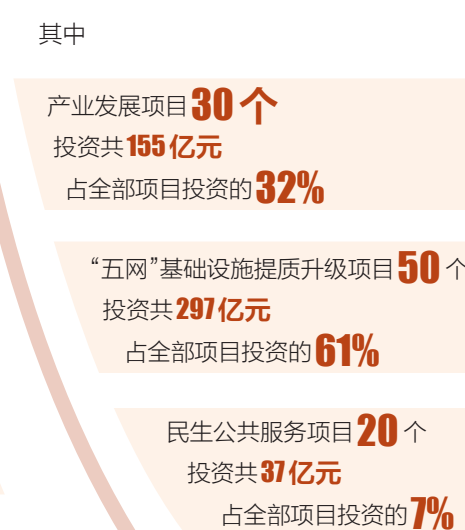 其中
产业发展项目30个
投资共155亿元
占全部项目投资的32%
“五网”基础设施提质升级项目50个
投资共297亿元
占全部项目投资的61%
民生公共服务项目20个
投资共37亿元
占全部项目投资的7%